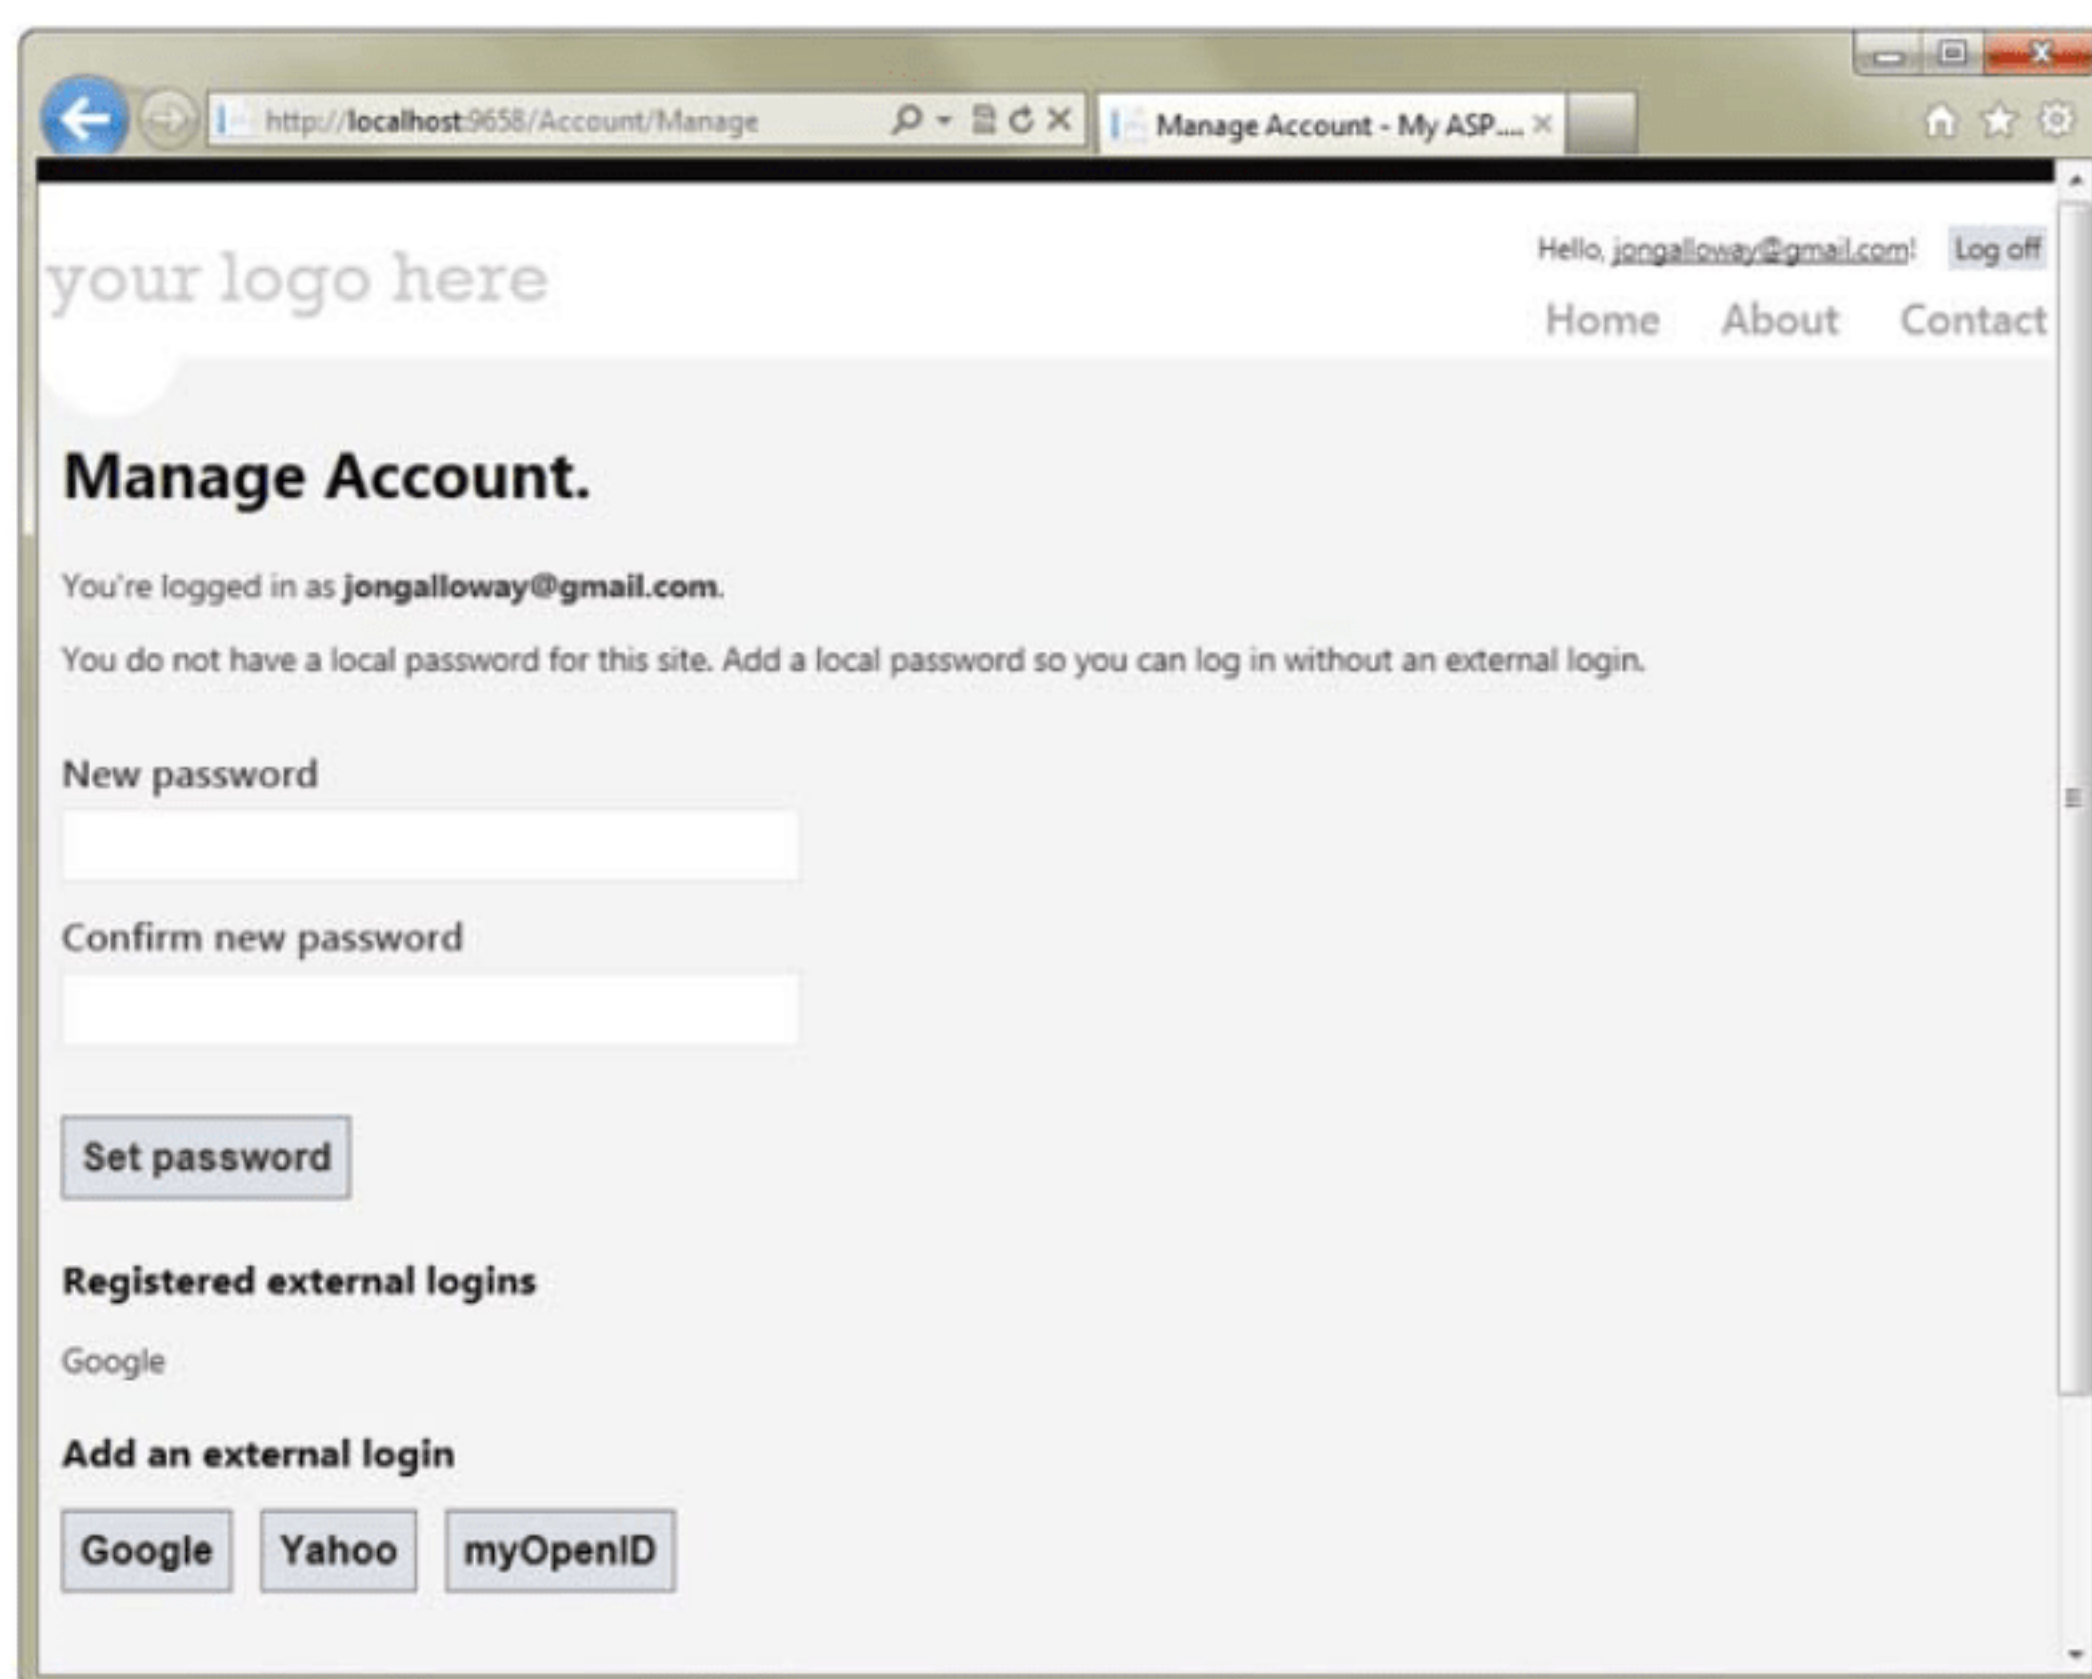 http://localhost:9658/Account/Manage
Manage Account - My ASP....
Hello, jongalloway@gmail.com! Log off
your logo here
Home About Contact
Manage Account.
You're logged in as jongalloway@gmail.com.
You do not have a local password for this site. Add a local password so you can log in without an external login.
New password
Confirm new password
Set password
Registered external logins
Google
Add an external login
Google Yahoo myOpenID